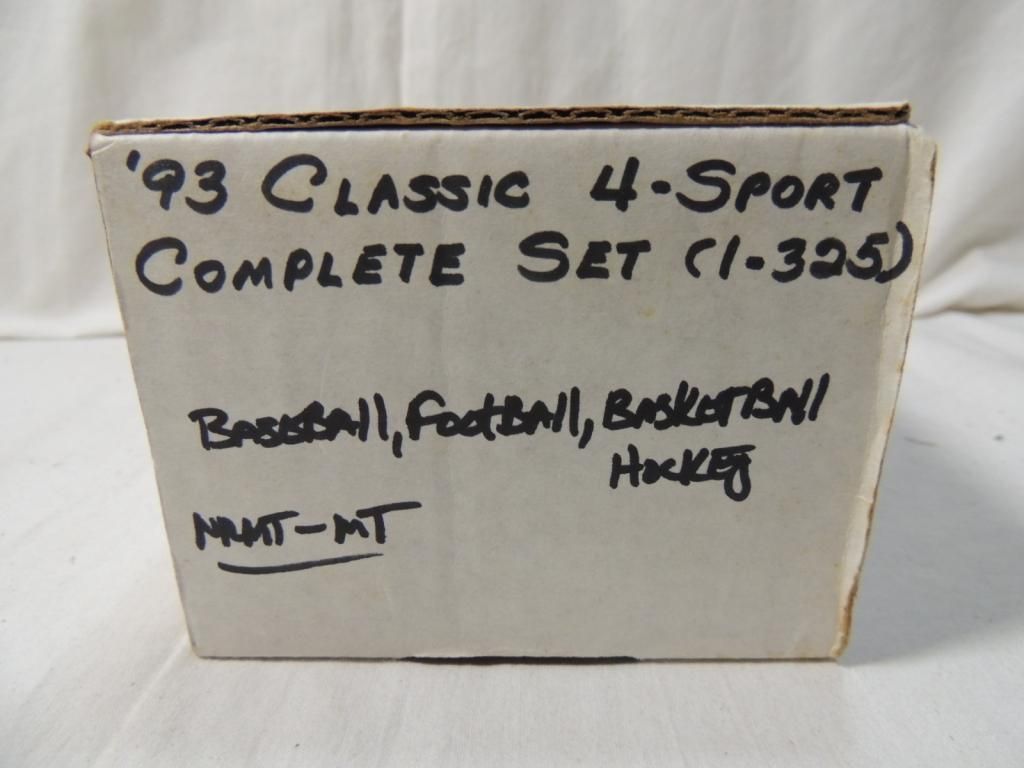 '93 CLASSIC 4-SPORT
COMPLETE SET (1-325)
BASEBAll, FootBAll, BASKETBAll
HOCKEy
NRMT-MT